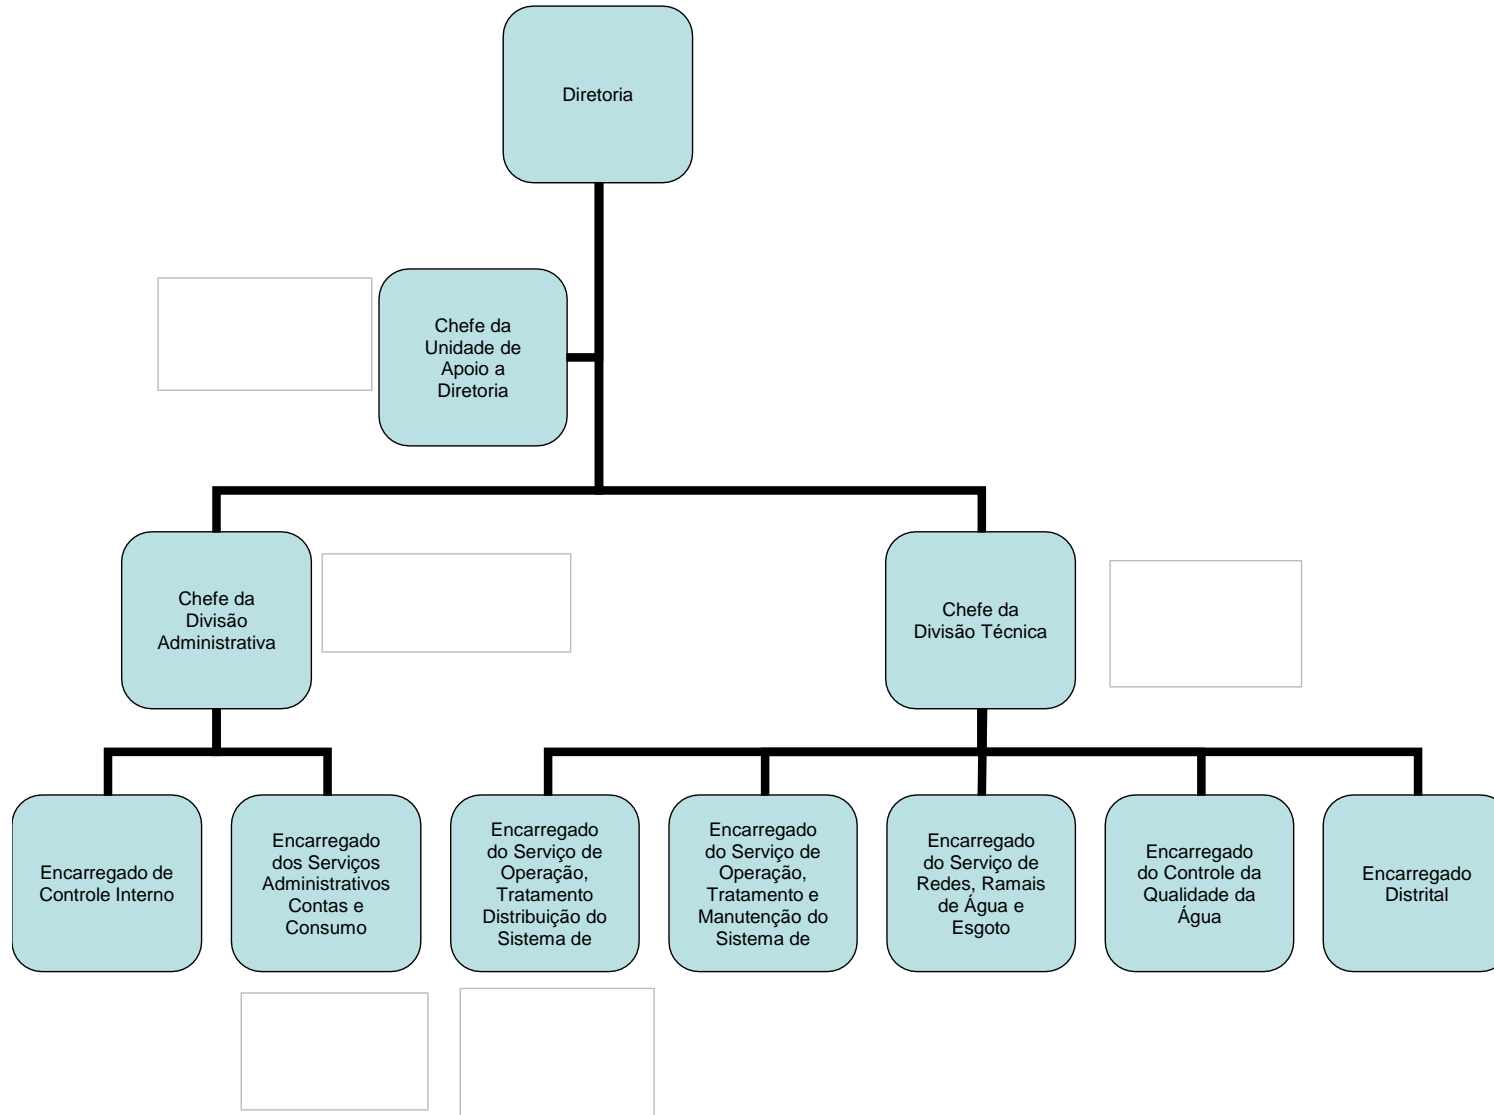 Diretoria
Chefe da
Unidade de
Apoio a
Diretoria
Chefe da
Divisão
Administrativa
Chefe da
Divisão Técnica
Encarregado de
Controle Interno
Encarregado
dos Serviços
Administrativos
Contas e
Consumo
Encarregado
do Serviço de
Operação,
Tratamento
Distribuição do
Sistema de
Encarregado
do Serviço de
Operação,
Tratamento e
Manutenção do
Sistema de
Encarregado
do Serviço de
Redes, Ramais
de Água e
Esgoto
Encarregado
do Controle da
Qualidade da
Água
Encarregado
Distrital